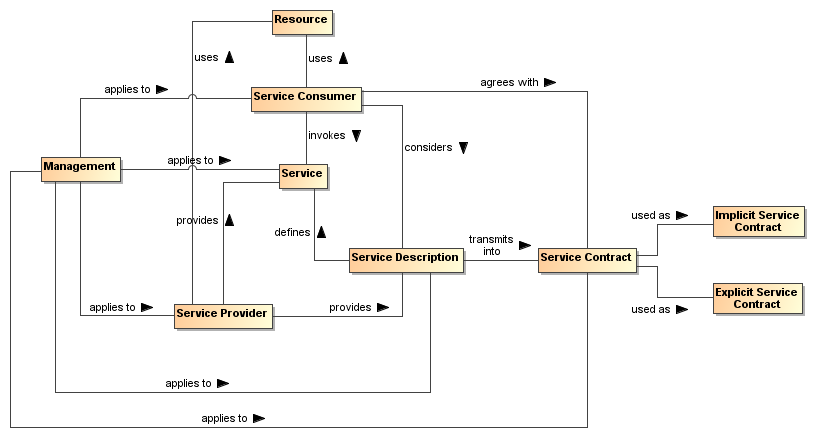 Resource
uses
uses
agrees with
applies to
Service Consumer
invokes
considers
applies to
Management
Service
provides
defines
Implicit Service
Contract
used as
transmits
into
Service Description
Service Contract
Explicit Service
Contract
used as
applies to
Service Provider
provides
applies to
applies to